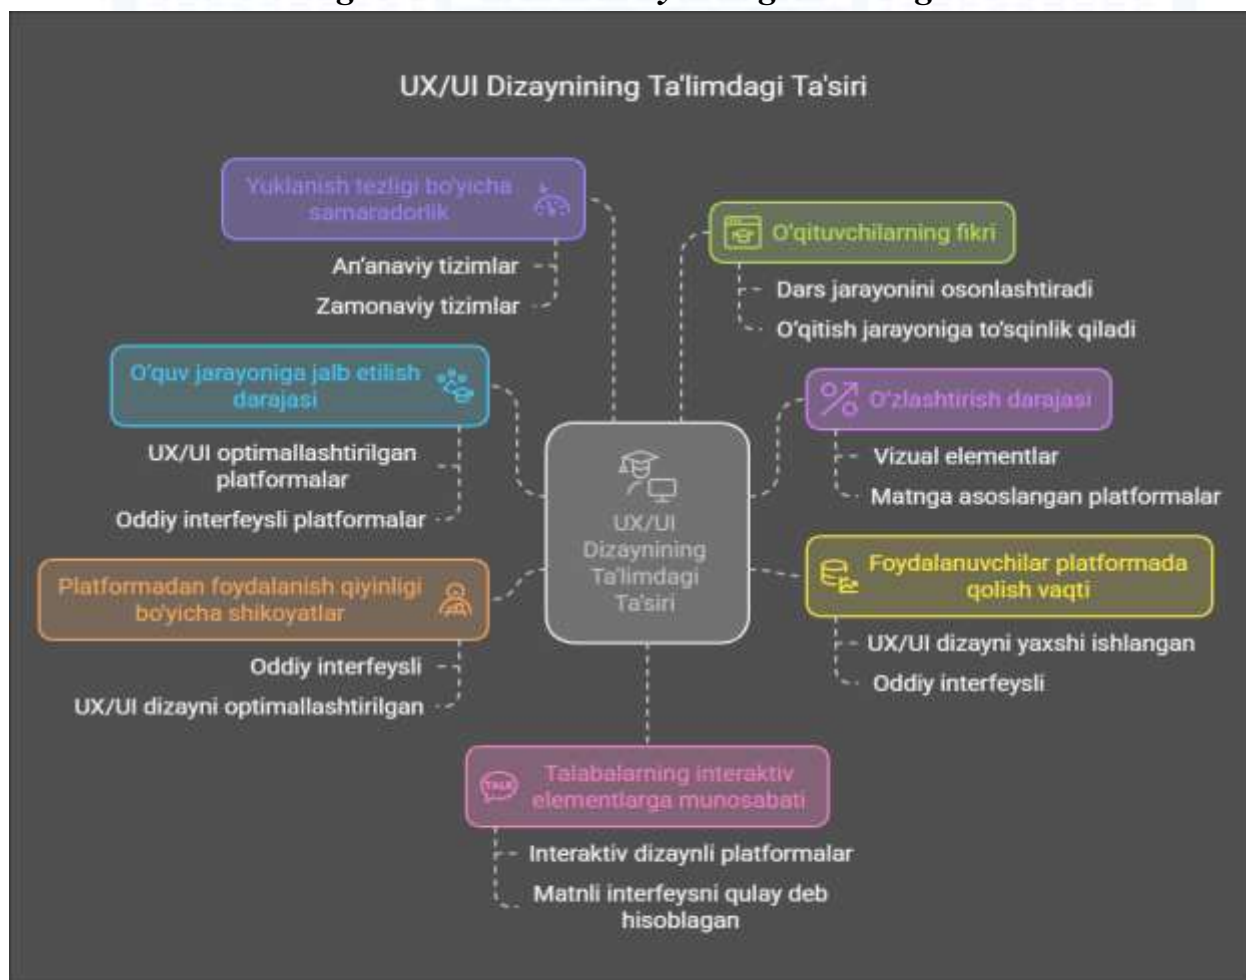 UX/UI Dizaynining Ta'limdagi Ta'siri
Yuklanish tezligi bo'yicha
samaradorlik
An'anaviy tizimlar
Zamonaviy tizimlar
O'qituvchilarning fikri
Dars jarayonini osonlashtiradi
O'qitish jarayoniga to'sqinlik qiladi
O'quv jarayoniga jalb etilish
darajasi
UX/UI optimallashtirilgan
platformalar
Oddiy interfeysli platformalar
O'zlashtirish darajasi
Vizual elementlar
Matnga asoslangan platformalar
UX/UI
Dizaynining
Ta'limdagi
Ta'siri
Platformadan foydalanish qiyinligi
bo'yicha shikoyatlar
Oddiy interfeysli
UX/UI dizayni optimallashtirilgan
Foydalanuvchilar platformada
qolish vaqti
UX/UI dizayni yaxshi ishlangan
Oddiy interfeysli
TALK
Talabalarning interaktiv
elementlarga munosabati
Interaktiv dizaynli platformalar
Matnli interfeysni qulay deb
hisoblagan